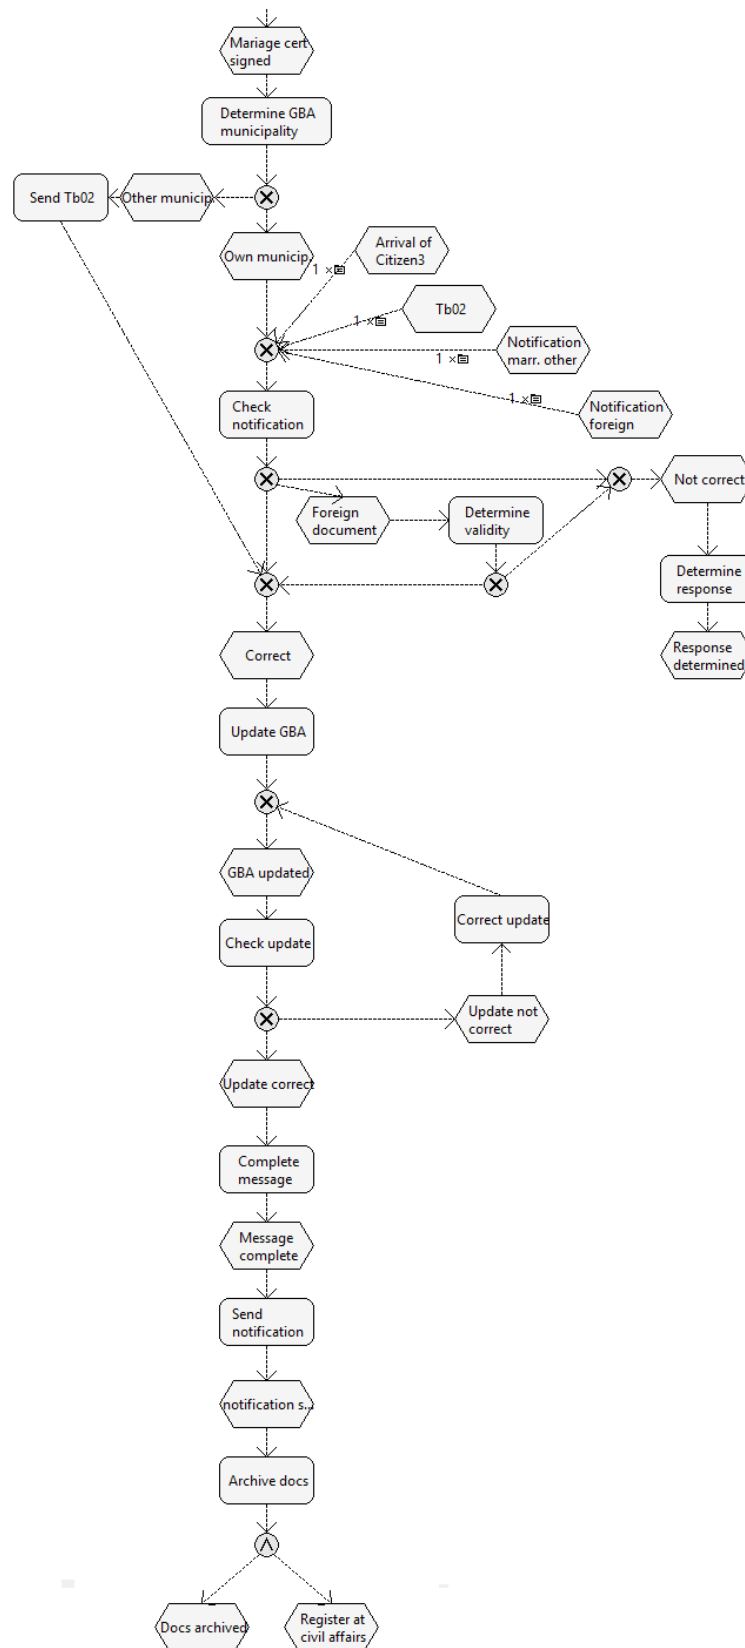 Mariage cert
signed
Determine GBA
municipality
Send Tb02
Other municip.
Own municip.
Arrival of
Citizen3
1 ×
Tb02
1 ×
Notification
marr. other
1 ×
1 ×
Notification
foreign
Check
notification
Foreign
document
Determine
validity
Not correct
Determine
response
Response
determined
Correct
Update GBA
GBA updated
Correct update
Check update
Update not
correct
Update correct
Complete
message
Message
complete
Send
notification
notification s...
Archive docs
Docs archived
Register at
civil affairs